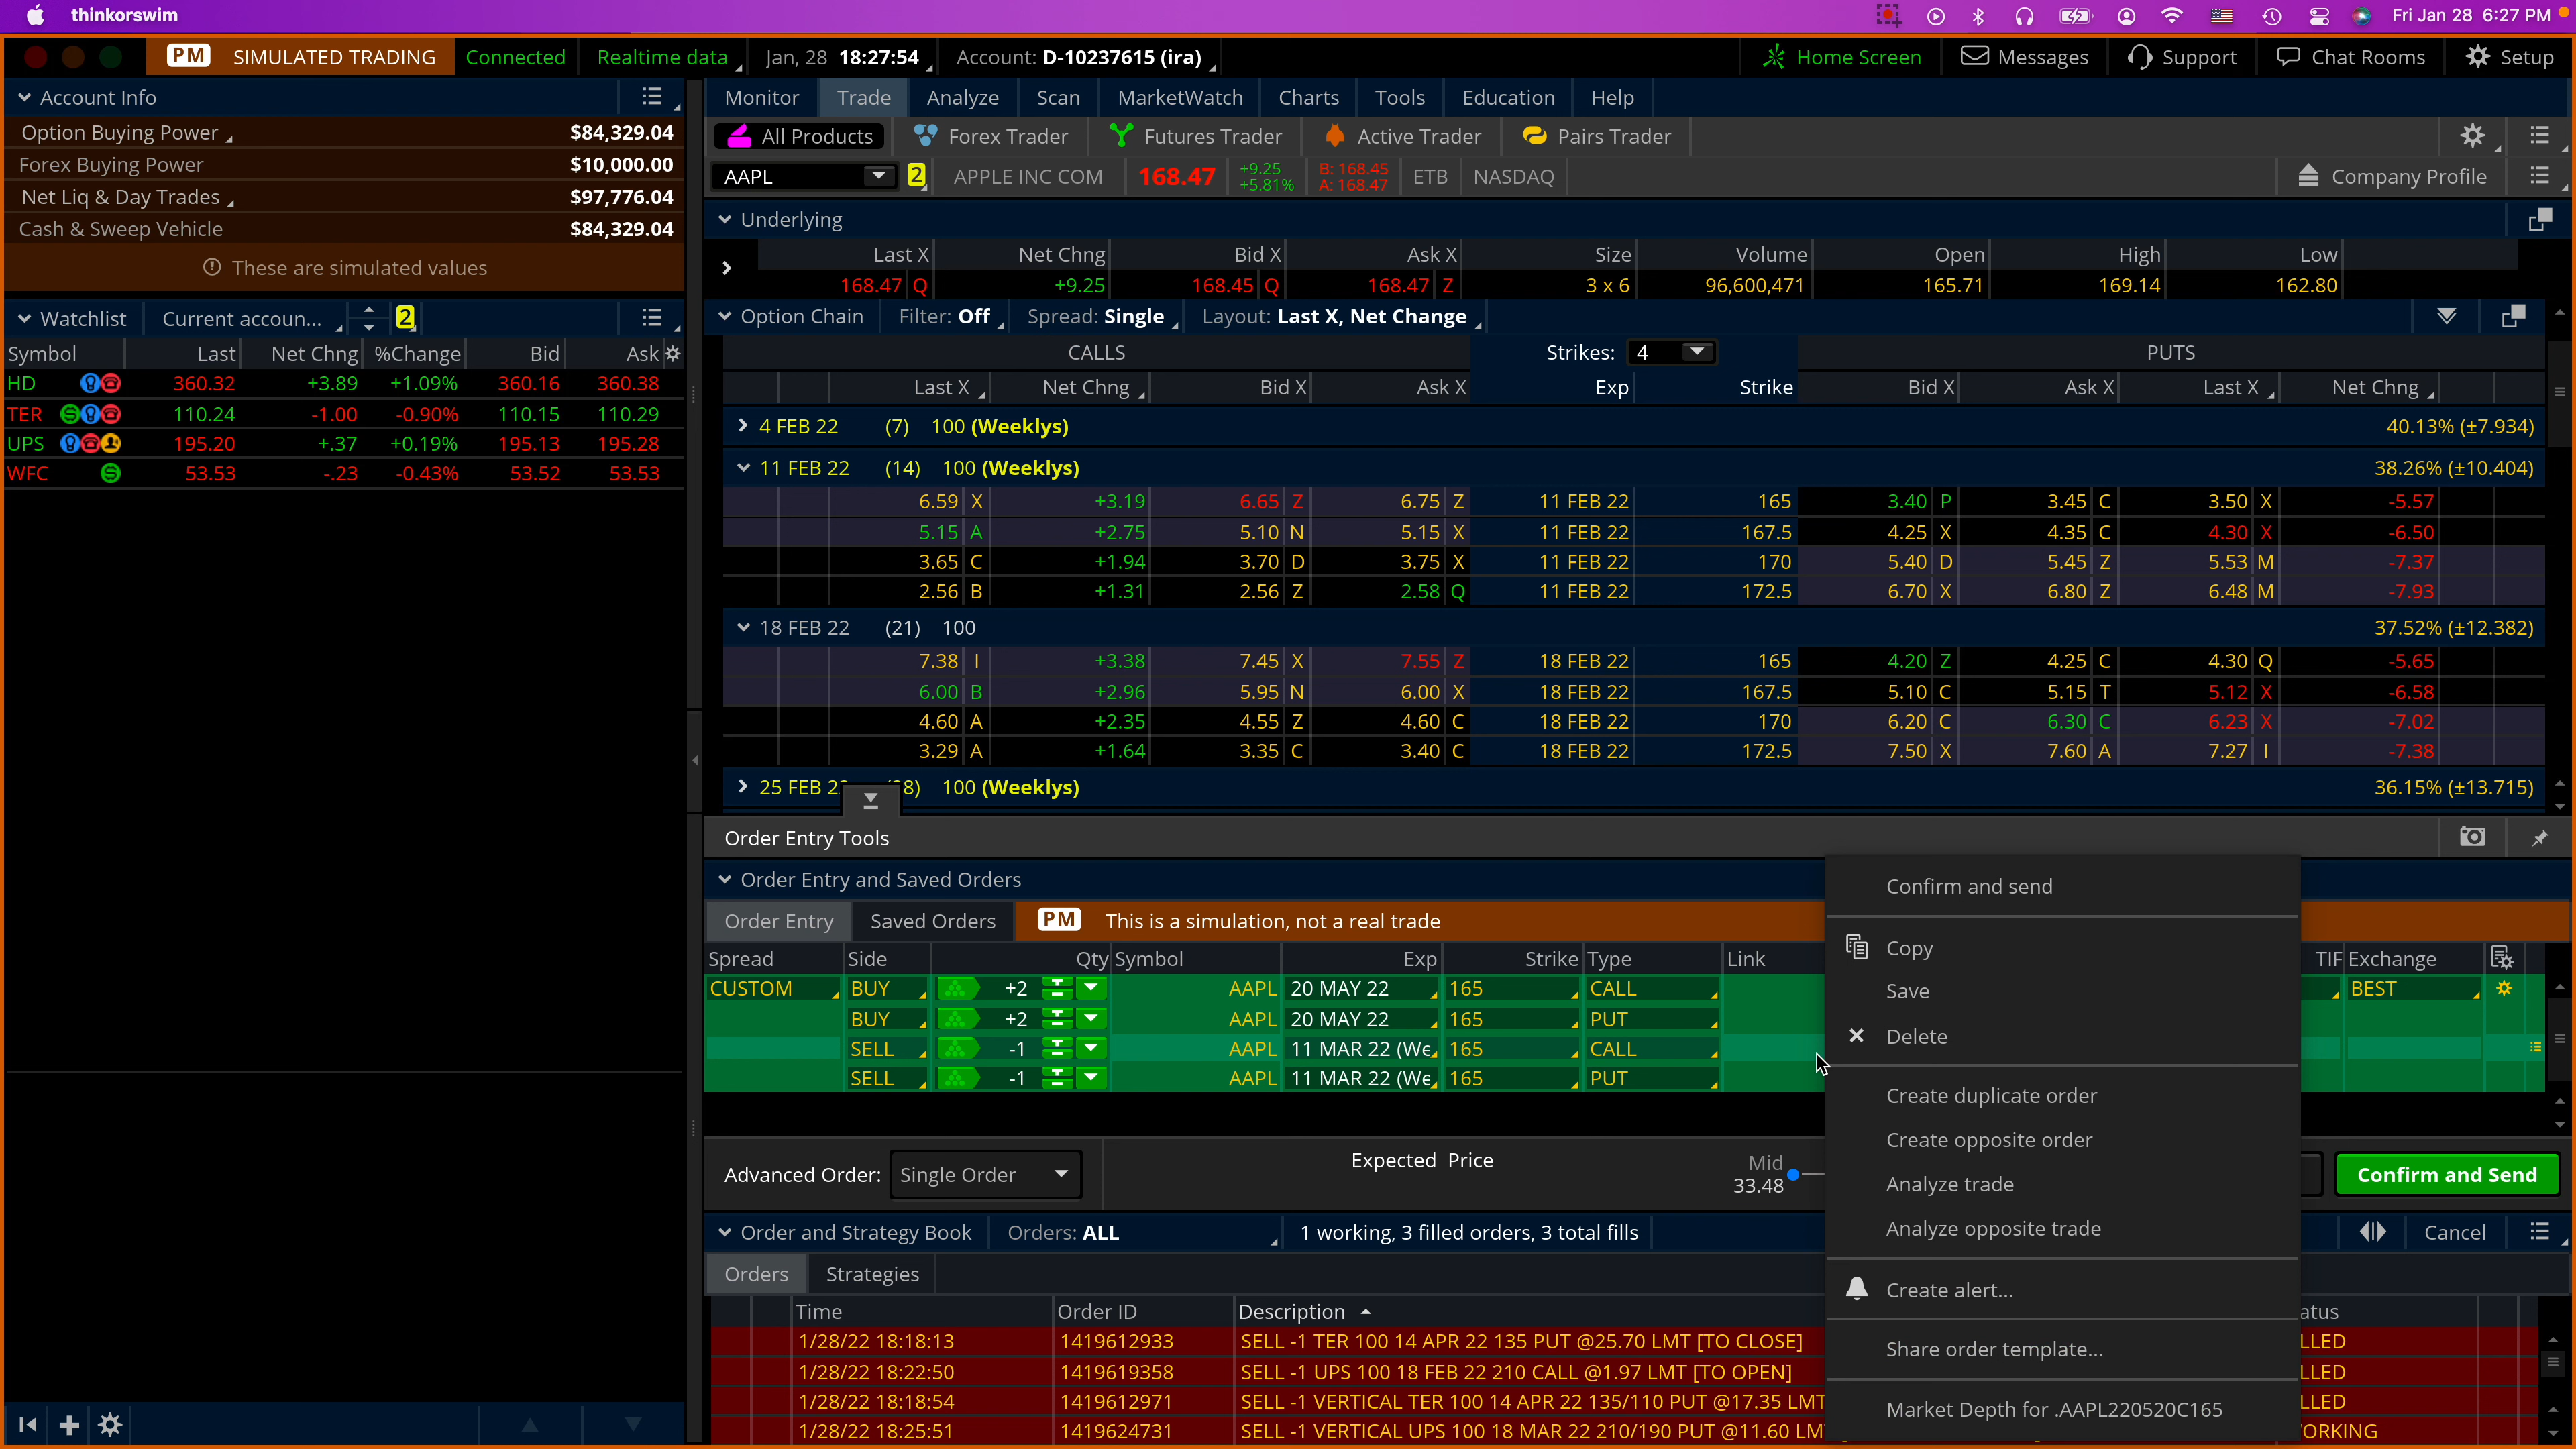 thinkorswim
Fri Jan 28 6:27 PM
PM SIMULATED TRADING Connected Realtime data Jan, 28 18:27:54 Account: D-10237615 (ira) Home Screen Messages Support Chat Rooms Setup
Account Info
Option Buying Power $84,329.04
Forex Buying Power $10,000.00
Net Liq & Day Trades $97,776.04
Cash & Sweep Vehicle $84,329.04
These are simulated values
Watchlist Current accoun... 2
Symbol Last Net Chng %Change Bid Ask
HD 360.32 +3.89 +1.09% 360.16 360.38
TER 110.24 -1.00 -0.90% 110.15 110.29
UPS 195.20 +.37 +0.19% 195.13 195.28
WFC 53.53 -.23 -0.43% 53.52 53.53
Monitor Trade Analyze Scan MarketWatch Charts Tools Education Help
All Products Forex Trader Futures Trader Active Trader Pairs Trader
AAPL 2 APPLE INC COM 168.47 +9.25 +5.81% B: 168.45 A: 168.47 ETB NASDAQ Company Profile
Underlying
Last X Net Chng Bid X Ask X Size Volume Open High Low
168.47 Q +9.25 168.45 Q 168.47 Z 3 x 6 96,600,471 165.71 169.14 162.80
Option Chain Filter: Off Spread: Single Layout: Last X, Net Change
CALLS Strikes: 4 PUTS
Last X Net Chng Bid X Ask X Exp Strike Bid X Ask X Last X Net Chng
4 FEB 22 (7) 100 (Weeklys) 40.13% (±7.934)
11 FEB 22 (14) 100 (Weeklys) 38.26% (±10.404)
6.59 X +3.19 6.65 Z 6.75 Z 11 FEB 22 165 3.40 P 3.45 C 3.50 X -5.57
5.15 A +2.75 5.10 N 5.15 X 11 FEB 22 167.5 4.25 X 4.35 C 4.30 X -6.50
3.65 C +1.94 3.70 D 3.75 X 11 FEB 22 170 5.40 D 5.45 Z 5.53 M -7.37
2.56 B +1.31 2.56 Z 2.58 Q 11 FEB 22 172.5 6.70 X 6.80 Z 6.48 M -7.93
18 FEB 22 (21) 100 37.52% (±12.382)
7.38 I +3.38 7.45 X 7.55 Z 18 FEB 22 165 4.20 Z 4.25 C 4.30 Q -5.65
6.00 B +2.96 5.95 N 6.00 X 18 FEB 22 167.5 5.10 C 5.15 T 5.12 X -6.58
4.60 A +2.35 4.55 Z 4.60 C 18 FEB 22 170 6.20 C 6.30 C 6.23 X -7.02
3.29 A +1.64 3.35 C 3.40 C 18 FEB 22 172.5 7.50 X 7.60 A 7.27 I -7.38
25 FEB 2 8) 100 (Weeklys) 36.15% (±13.715)
Order Entry Tools
Order Entry and Saved Orders
Order Entry Saved Orders PM This is a simulation, not a real trade
Spread Side Qty Symbol Exp Strike Type Link TIF Exchange
CUSTOM BUY +2 AAPL 20 MAY 22 165 CALL BEST
BUY +2 AAPL 20 MAY 22 165 PUT
SELL -1 AAPL 11 MAR 22 (We 165 CALL
SELL -1 AAPL 11 MAR 22 (We 165 PUT
Advanced Order: Single Order Expected Price Mid 33.48 Confirm and Send
Order and Strategy Book Orders: ALL 1 working, 3 filled orders, 3 total fills Cancel
Orders Strategies
Time Order ID Description atus
1/28/22 18:18:13 1419612933 SELL -1 TER 100 14 APR 22 135 PUT @25.70 LMT [TO CLOSE] LLED
1/28/22 18:22:50 1419619358 SELL -1 UPS 100 18 FEB 22 210 CALL @1.97 LMT [TO OPEN] LLED
1/28/22 18:18:54 1419612971 SELL -1 VERTICAL TER 100 14 APR 22 135/110 PUT @17.35 LMT LLED
1/28/22 18:25:51 1419624731 SELL -1 VERTICAL UPS 100 18 MAR 22 210/190 PUT @11.60 LM ORKING
Confirm and send
Copy
Save
Delete
Create duplicate order
Create opposite order
Analyze trade
Analyze opposite trade
Create alert...
Share order template...
Market Depth for .AAPL220520C165